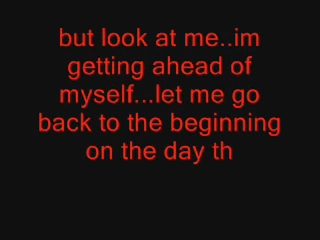 but look at me..im
getting ahead of
myself...let me go
back to the beginning
on the day th